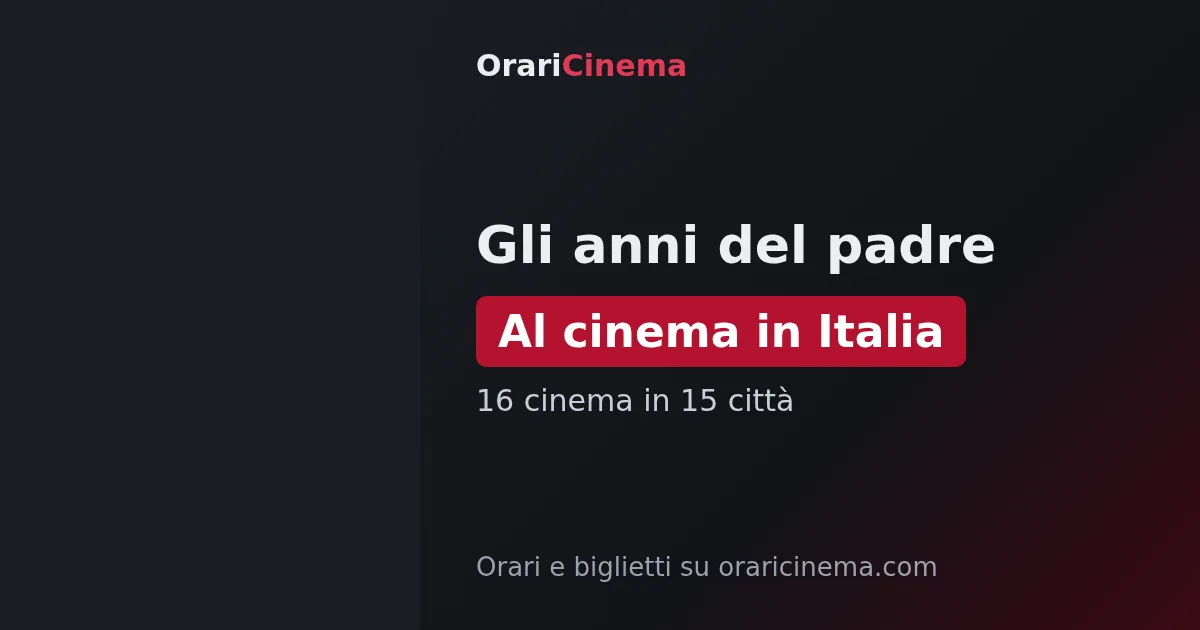 OrariCinema
Gli anni del padre
Al cinema in Italia
16 cinema in 15 città
Orari e biglietti su oraricinema.com